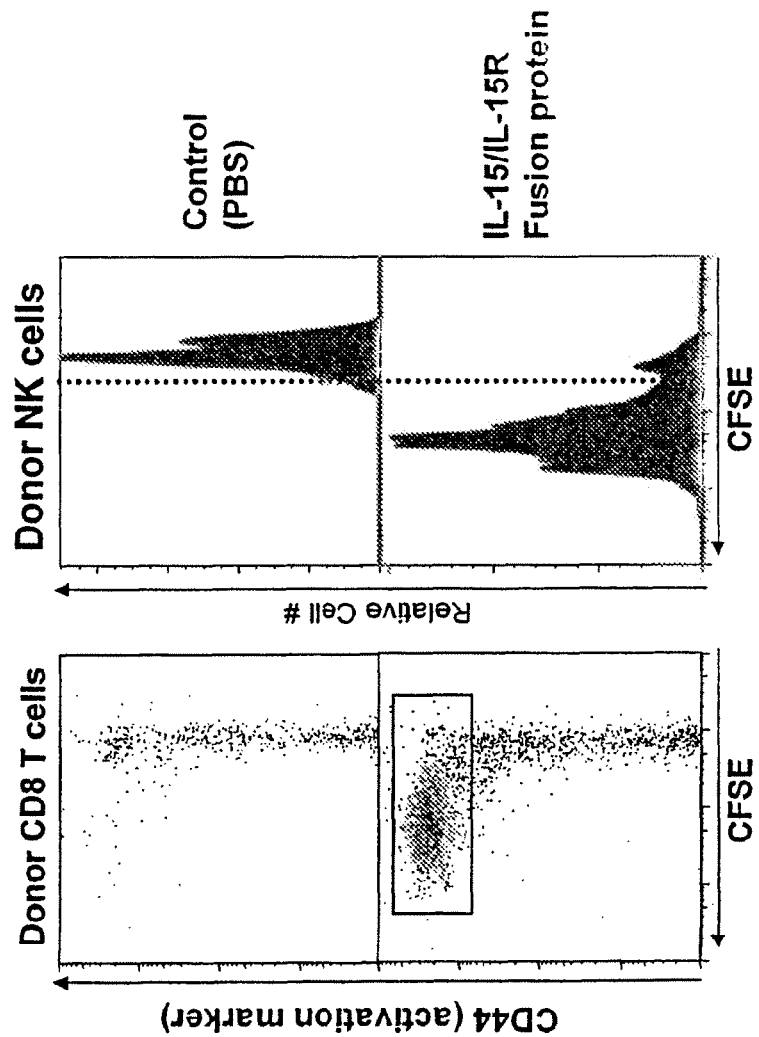 Donor CD8 T cells
Donor NK cells
CD44 (activation marker)
Relative Cell #
Control
(PBS)
IL-15/IL-15R
Fusion protein
CFSE
CFSE